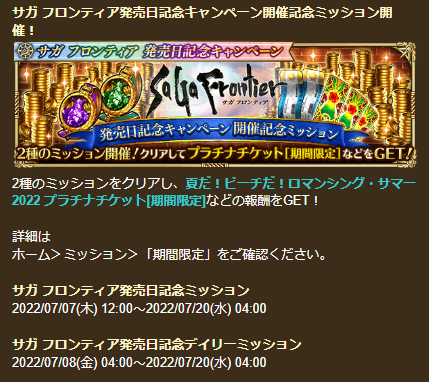 サガ フロンティア発売日記念キャンペーン開催記念ミッション開
催！
サガ フロンティア 発売日記念キャンペーン
SaGa Frontier
サガ フロンティア
発売日記念キャンペーン 開催記念ミッション
2種のミッション開催！クリアしてプラチナチケット[期間限定]などをGET！
2種のミッションをクリアし、夏だ！ビーチだ！ロマンシング・サマー
2022 プラチナチケット[期間限定]などの報酬をGET！
詳細は
ホーム＞ミッション＞「期間限定」をご確認ください。
サガ フロンティア発売日記念ミッション
2022/07/07(木) 12:00～2022/07/20(水) 04:00
サガ フロンティア発売日記念デイリーミッション
2022/07/08(金) 04:00～2022/07/20(水) 04:00